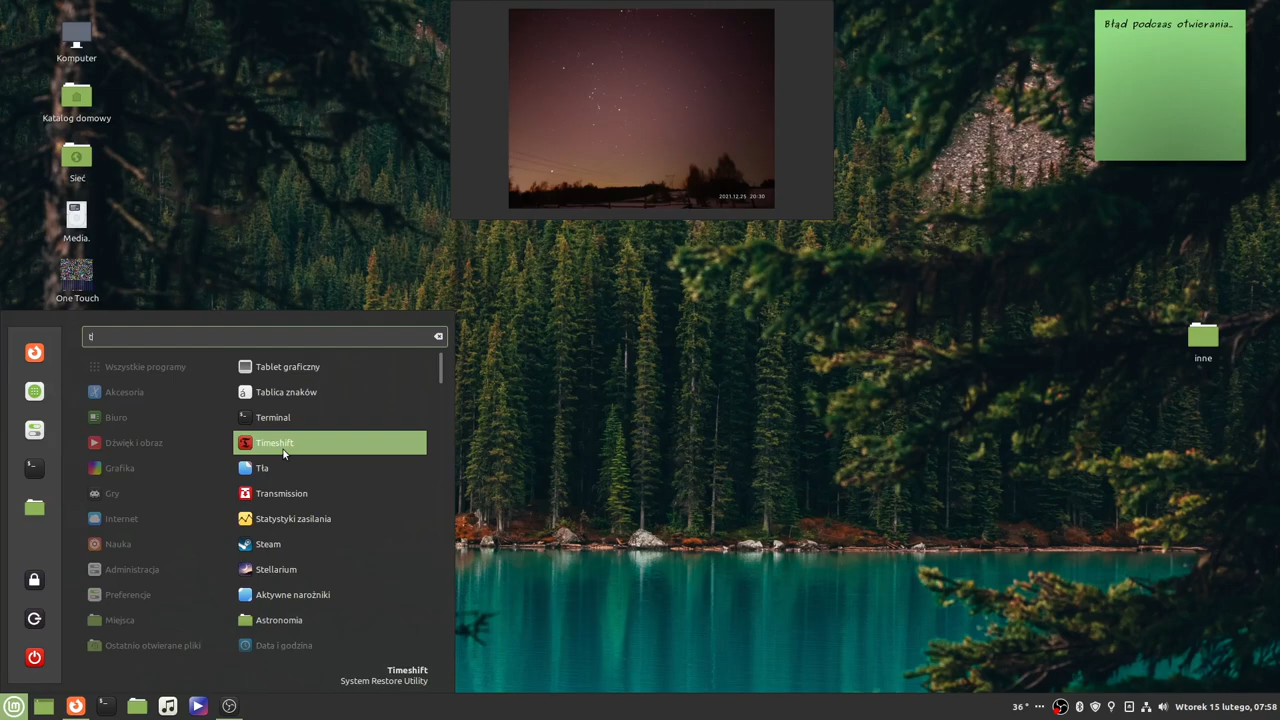 Komputer
Katalog domowy
Sieć
Media.
One Touch
2021.12.25 20:30
Błąd podczas otwierania..
inne
t
Wszystkie programy
Akcesoria
Biuro
Dźwięk i obraz
Grafika
Gry
Internet
Nauka
Administracja
Preferencje
Miejsca
Ostatnio otwierane pliki
Tablet graficzny
Tablica znaków
Terminal
Timeshift
Tła
Transmission
Statystyki zasilania
Steam
Stellarium
Aktywne narożniki
Astronomia
Data i godzina
Timeshift
System Restore Utility
36 °
Wtorek 15 lutego, 07:58